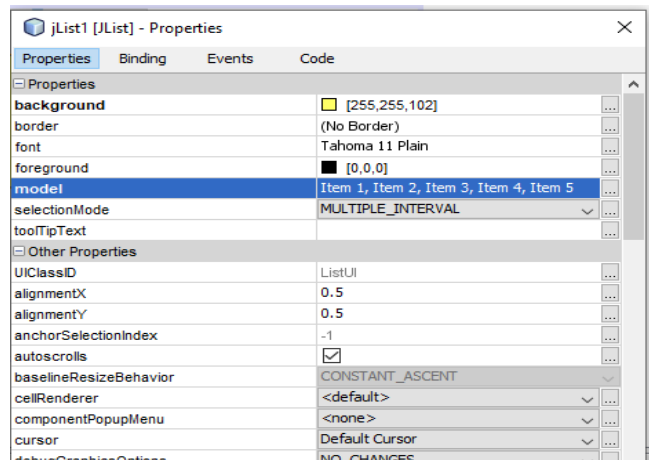 jList1 [JList] - Properties
Properties Binding Events Code
Properties
background [255,255,102]
border (No Border)
font Tahoma 11 Plain
foreground [0,0,0]
model Item 1, Item 2, Item 3, Item 4, Item 5
selectionMode MULTIPLE_INTERVAL
toolTipText
Other Properties
UIClassID ListUI
alignmentX 0.5
alignmentY 0.5
anchorSelectionIndex -1
autoscrolls
baselineResizeBehavior CONSTANT_ASCENT
cellRenderer <default>
componentPopupMenu <none>
cursor Default Cursor
debugGraphicsOptions NO_CHANGES